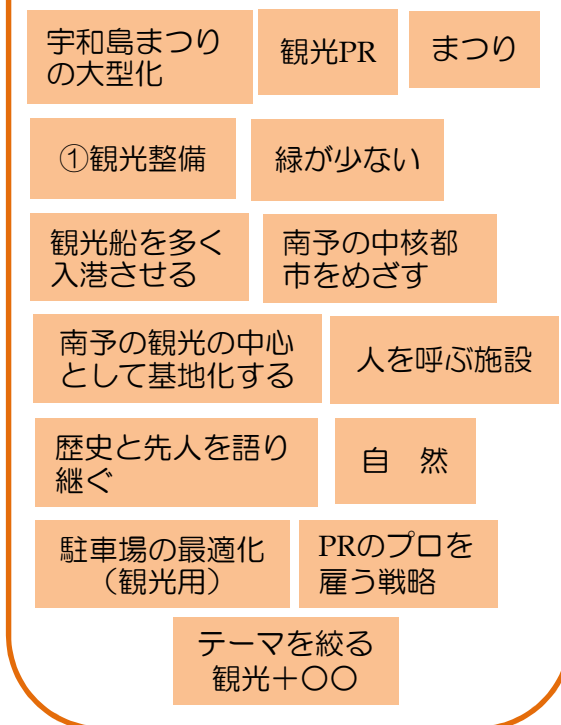 宇和島まつり
の大型化
観光PR
まつり
①観光整備
緑が少ない
観光船を多く
入港させる
南予の中核都
市をめざす
南予の観光の中心
として基地化する
人を呼ぶ施設
歴史と先人を語り
継ぐ
自　然
駐車場の最適化
（観光用）
PRのプロを
雇う戦略
テーマを絞る
観光＋〇〇